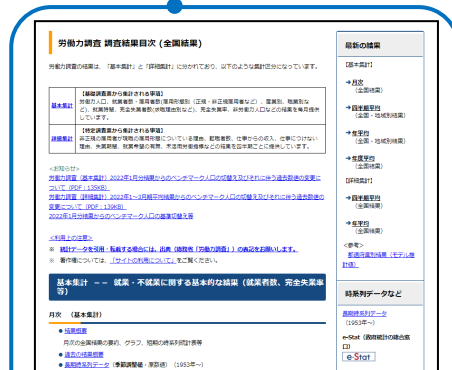 労働力調査 調査結果目次 (全国結果)
労働力調査の結果は、「基本集計」と「詳細集計」に分かれており、以下のような集計区分になっています。
基本集計
【基礎調査票から集計される事項】
労働力人口、就業者数・雇用者数(雇用形態別（正規・非正規雇用者など）、産業別、職業別な
ど)、就業時間、完全失業者数(求職理由別など)、完全失業率、非労働力人口などの結果を毎月提供
しています。
詳細集計
【特定調査票から集計される事項】
非正規の雇用者が現職の雇用形態についている理由、転職者数、仕事からの収入、仕事につけない
理由、失業期間、就業希望の有無、未活用労働指標などの結果を四半期ごとに提供しています。
<お知らせ>
労働力調査（基本集計）2022年1月分結果からのベンチマーク人口の切替え及びそれに伴う過去数値の変更に
ついて（PDF：135KB）
労働力調査（詳細集計）2022年1～3月期平均結果からのベンチマーク人口の切替え及びそれに伴う過去数値の
変更について（PDF：139KB）
2022年1月分結果からのベンチマーク人口の基準切替え等
<利用上の注意>
※ 統計データを引用・転載する場合には、出典（総務省「労働力調査」）の表記をお願いします。
※ 著作権については、「サイトの利用について」をご覧ください。
基本集計 －－ 就業・不就業に関する基本的な結果（就業者数、完全失業率
等）
月次 （基本集計）
結果概要
月次の全国結果の要約、グラフ、短期の時系列統計表等
過去の結果概要
長期時系列データ（季節調整値・原数値）（1953年～）
最新の結果
【基本集計】
月次
（全国結果）
四半期平均
（全国・地域別結果）
年平均
（全国・地域別結果）
年度平均
（全国結果）
【詳細集計】
四半期平均
（全国結果）
年平均
（全国結果）
<参考>
都道府県別結果（モデル推
計値）
時系列データなど
長期時系列データ
（1953年～）
e-Stat（政府統計の総合窓
口）
e-Stat